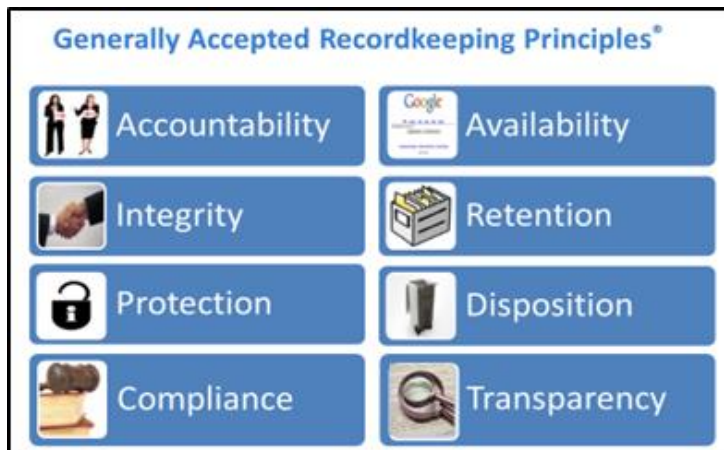 Generally Accepted Recordkeeping Principles®
Accountability
Availability
Google
Integrity
Retention
Protection
Disposition
Compliance
Transparency